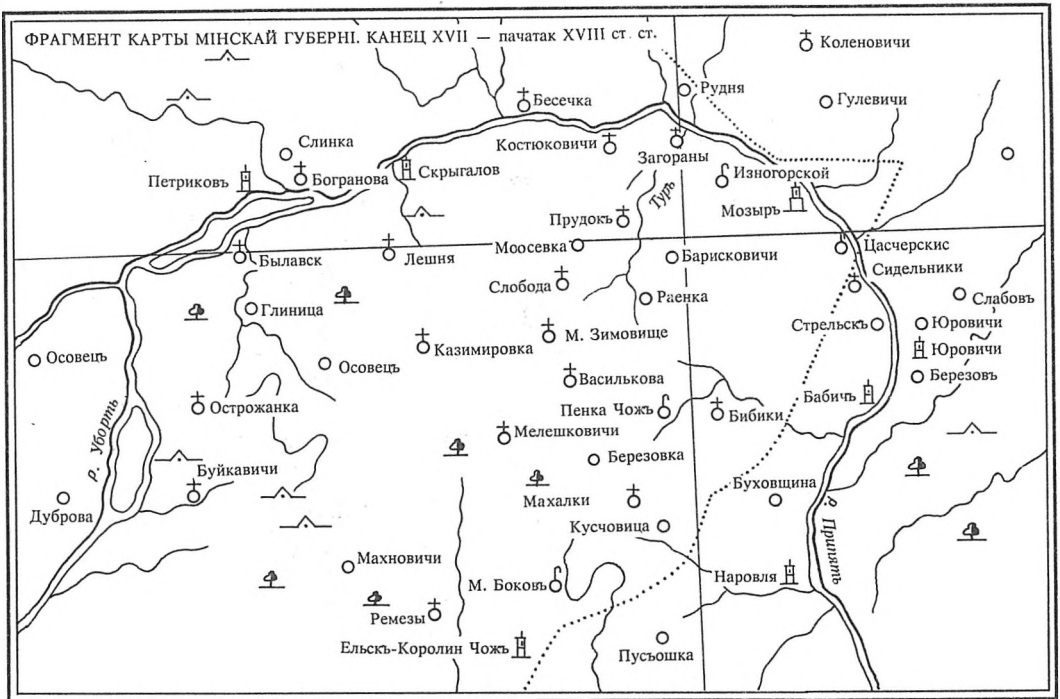 ФРАГМЕНТ КАРТЫ МІНСКАЙ ГУБЕРНІ. КАНЕЦ XVII — пачатак XVIII ст. ст.
Коленовичи
Рудня
Бесечка
Гулевичи
Слинка
Костюковичи
Загораны
Петриковъ
Богранова
Скрыгалов
Изногорской
Туръ
Мозыръ
Прудокъ
Моосевка
Былавск
Лешня
Барисковичи
Цасчерскис
Сидельники
Слобода
Раенка
Слабовъ
Глиница
Стрельскъ
Юровичи
М. Зимовище
Казимировка
Юровичи
Осовецъ
Осовецъ
Василькова
Березовъ
Бабичъ
Острожанка
Пенка Чожъ
Бибики
р. Уборть
Мелешковичи
Березовка
Буйкавичи
Буховщина
Махалки
Дуброва
Кусчовица
р. Припять
Махновичи
М. Боковъ
Наровля
Ремезы
Ельскъ-Королин Чожъ
Пусъошка